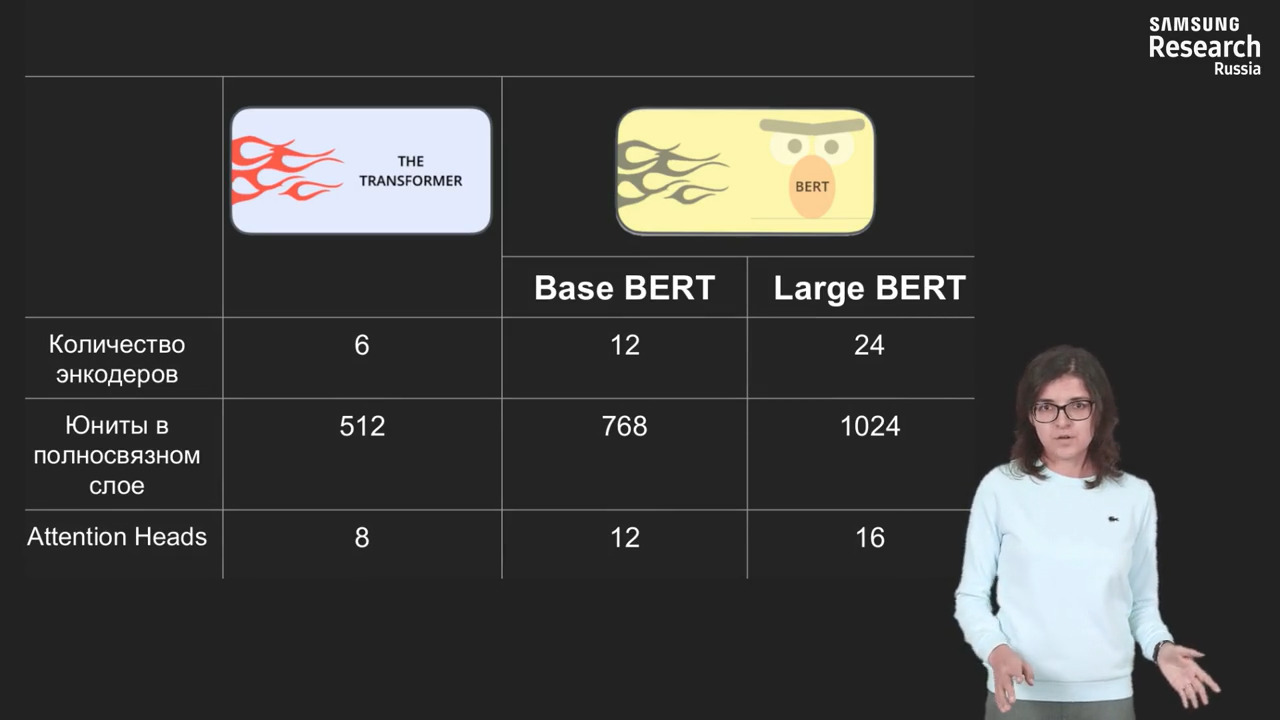 SAMSUNG
Research
Russia
THE
TRANSFORMER
BERT
Base BERT
Large BERT
Количество
энкодеров
6
12
24
Юниты в
полносвязном
слое
512
768
1024
Attention Heads
8
12
16